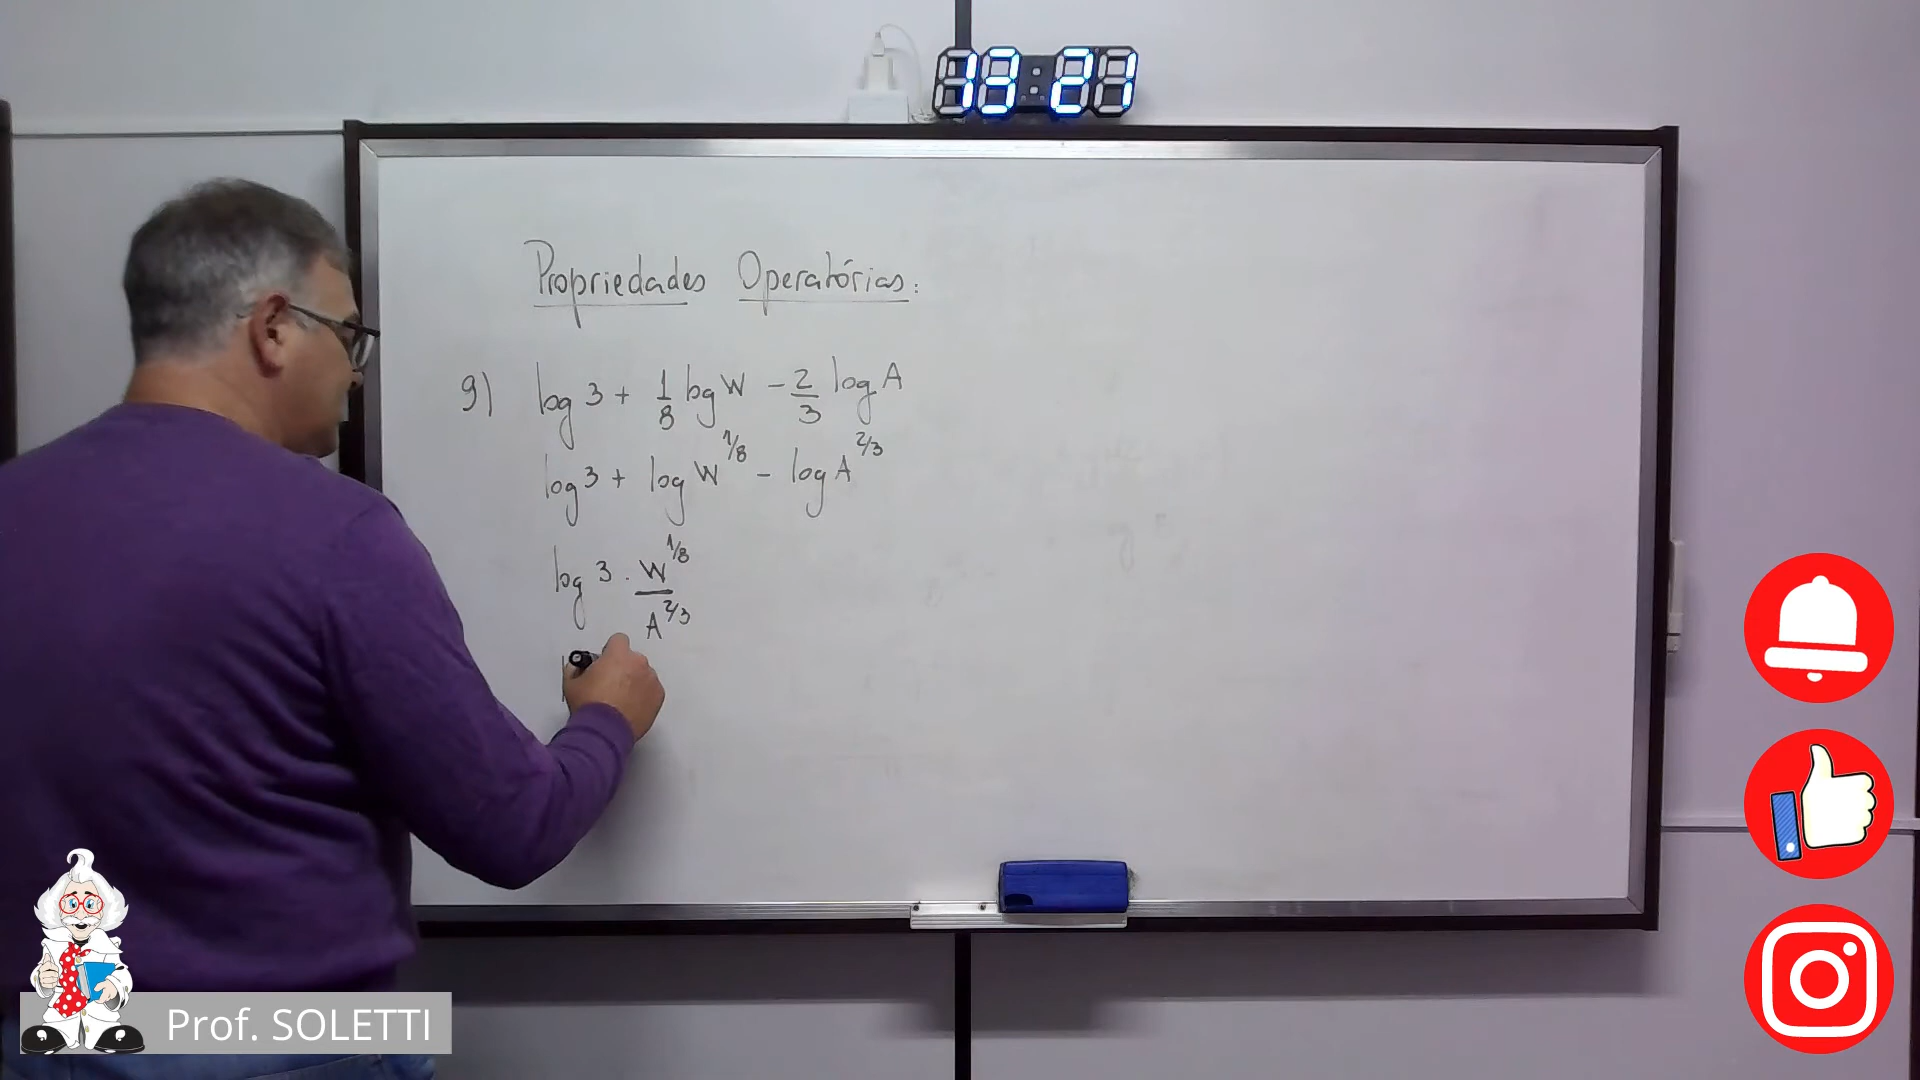 13:21
Propriedades Operatórias:
9) log 3 + 1/8 log W - 2/3 log A
log 3 + log W^1/8 - log A^2/3
log 3 . W^1/8 / A^2/3
Prof. SOLETTI